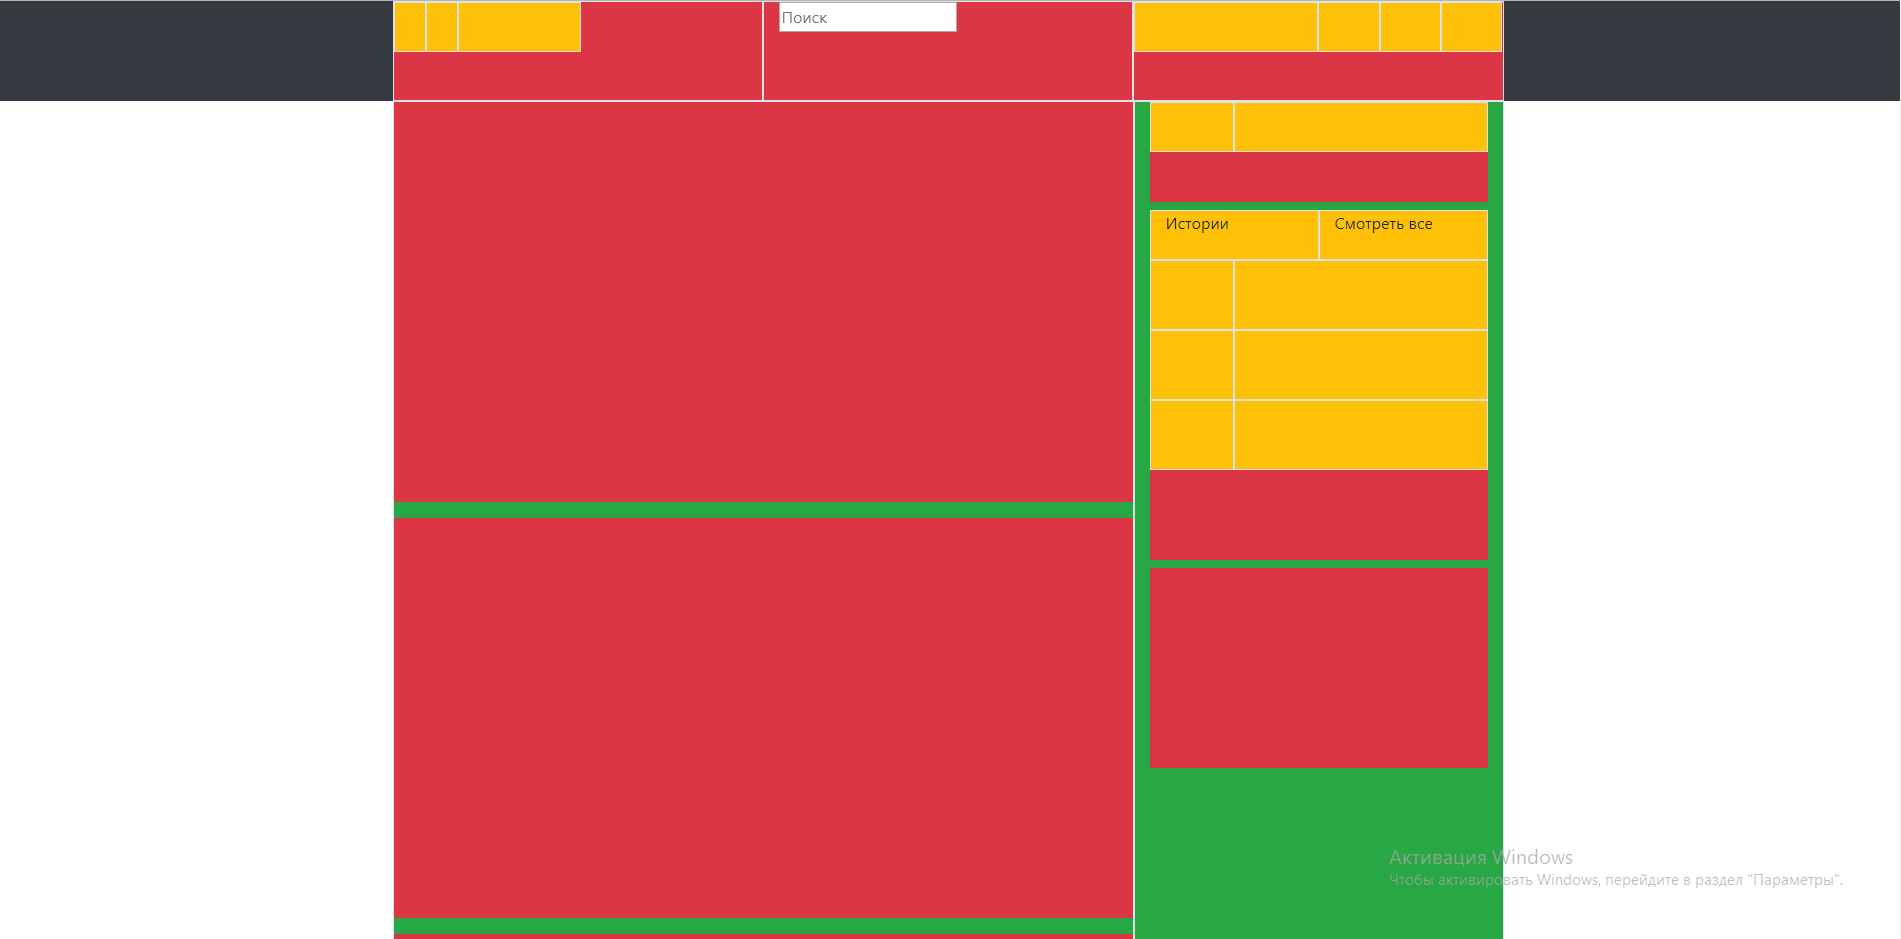 Поиск
Истории
Смотреть все
Активация Windows
Чтобы активировать Windows, перейдите в раздел "Параметры".